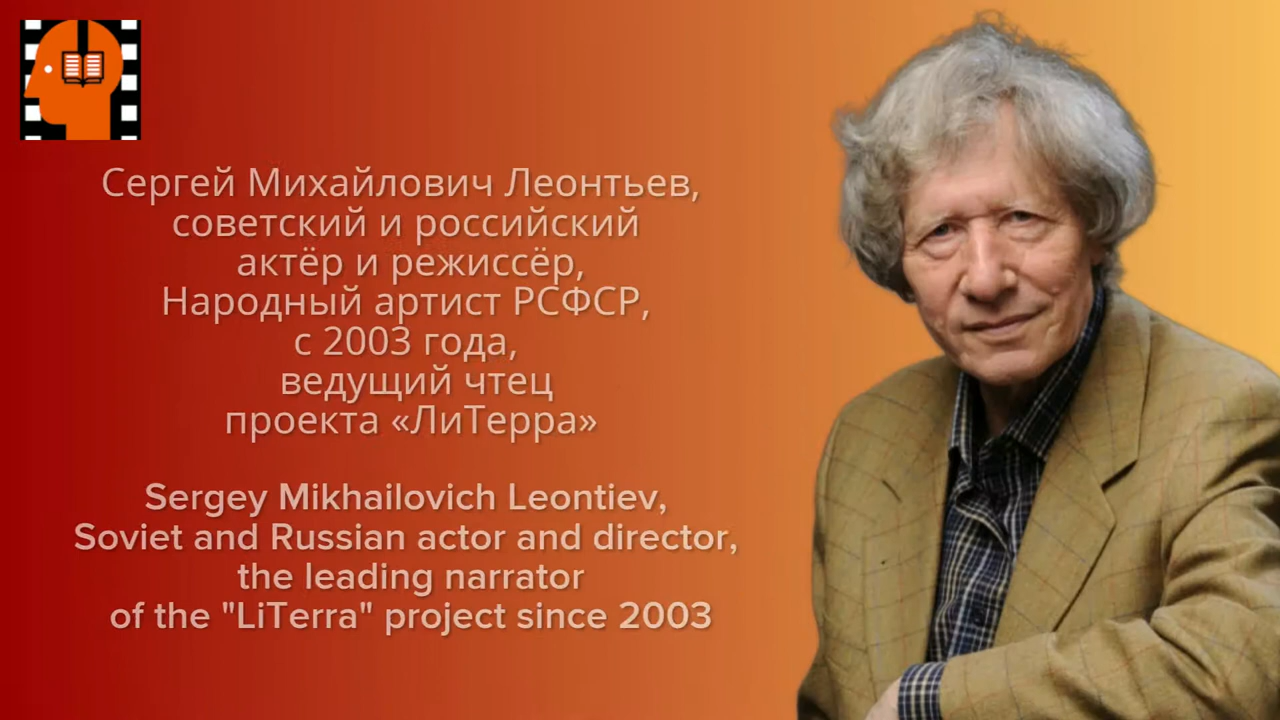 Сергей Михайлович Леонтьев,
советский и российский
актёр и режиссёр,
Народный артист РСФСР,
с 2003 года,
ведущий чтец
проекта «ЛиТерра»
Sergey Mikhailovich Leontiev,
Soviet and Russian actor and director,
the leading narrator
of the "LiTerra" project since 2003